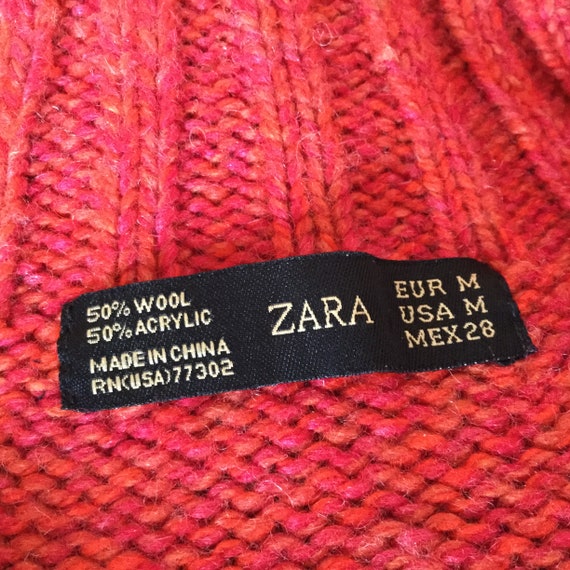 50% WOOL
50% ACRYLIC
MADE IN CHINA
RN(USA)77302
ZARA
EUR M
USA M
MEX 28